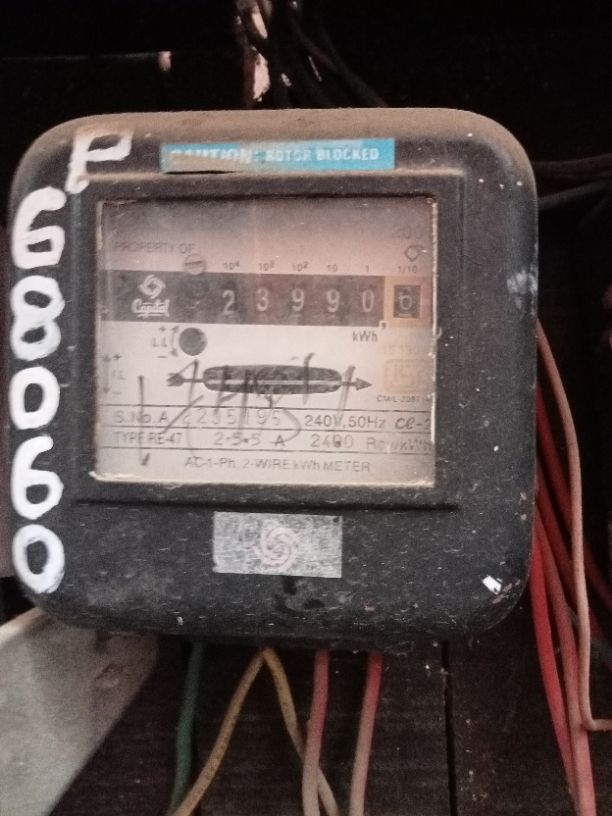 P
68060
CAUTION: ROTOR BLOCKED
PROPERTY OF
10⁴ 10³ 10² 10 1 1/10
Capital
2 3 9 9 0 6
kWh
S.No.A 2235195 240V,50Hz
TYPE RE-47 2-5.5 A 2400 Rev/kWh
AC-1-Ph, 2-WIRE kWh METER